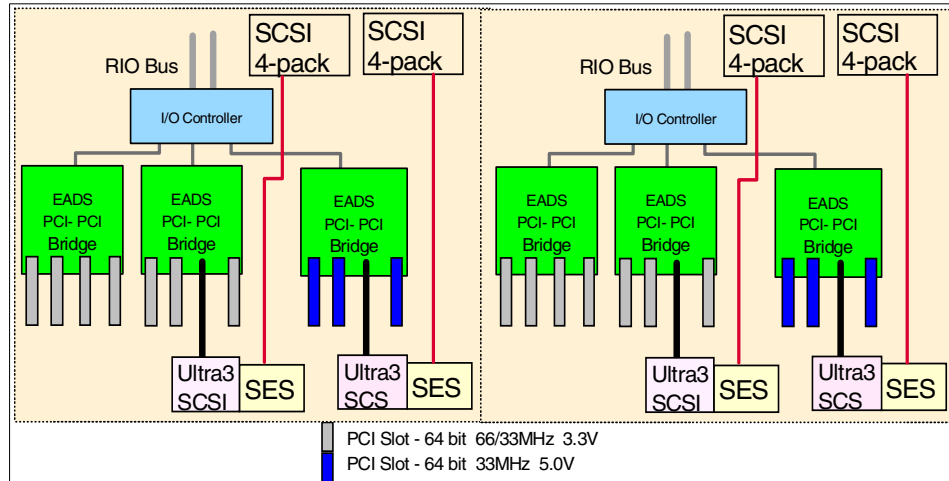 SCSI
4-pack
SCSI
4-pack
RIO Bus
I/O Controller
EADS
PCI- PCI
Bridge
EADS
PCI- PCI
Bridge
EADS
PCI- PCI
Bridge
Ultra3
SCSI
SES
Ultra3
SCS
SES
SCSI
4-pack
SCSI
4-pack
RIO Bus
I/O Controller
EADS
PCI- PCI
Bridge
EADS
PCI- PCI
Bridge
EADS
PCI- PCI
Bridge
Ultra3
SCSI
SES
Ultra3
SCS
SES
PCI Slot - 64 bit 66/33MHz 3.3V
PCI Slot - 64 bit 33MHz 5.0V